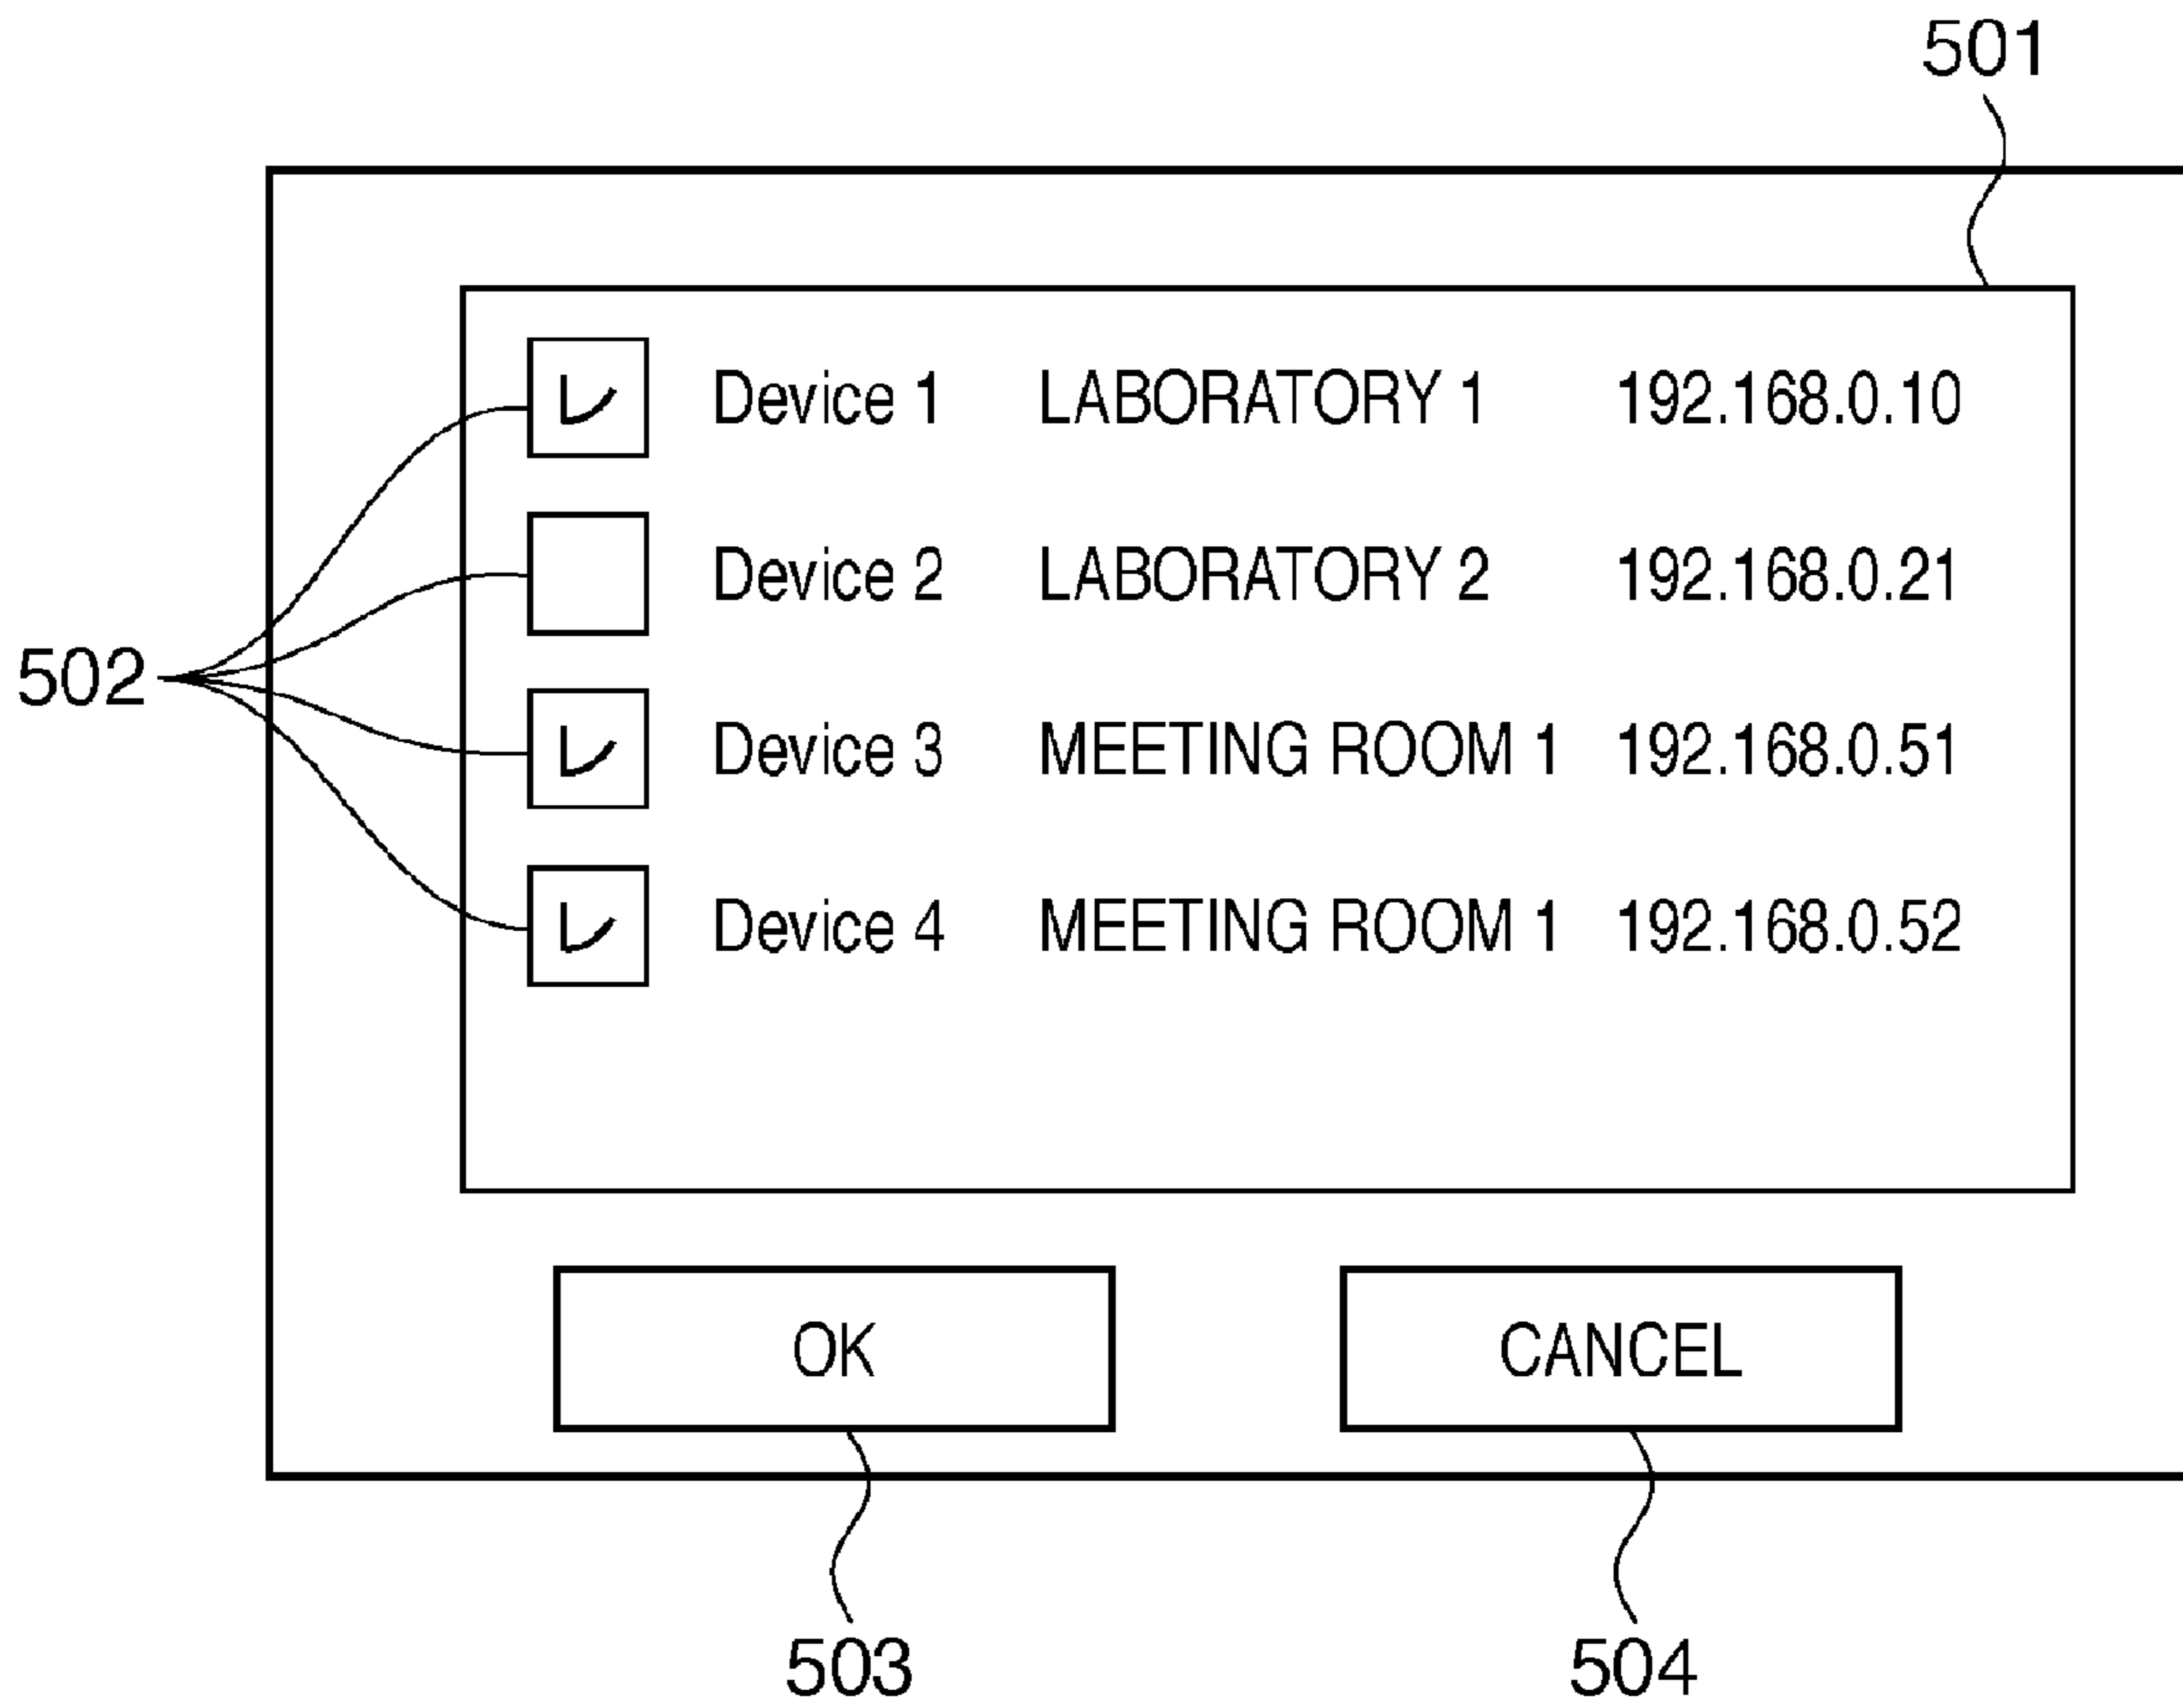 501
Device 1 LABORATORY 1 192.168.0.10
Device 2 LABORATORY 2 192.168.0.21
502
Device 3 MEETING ROOM 1 192.168.0.51
Device 4 MEETING ROOM 1 192.168.0.52
OK CANCEL
503 504